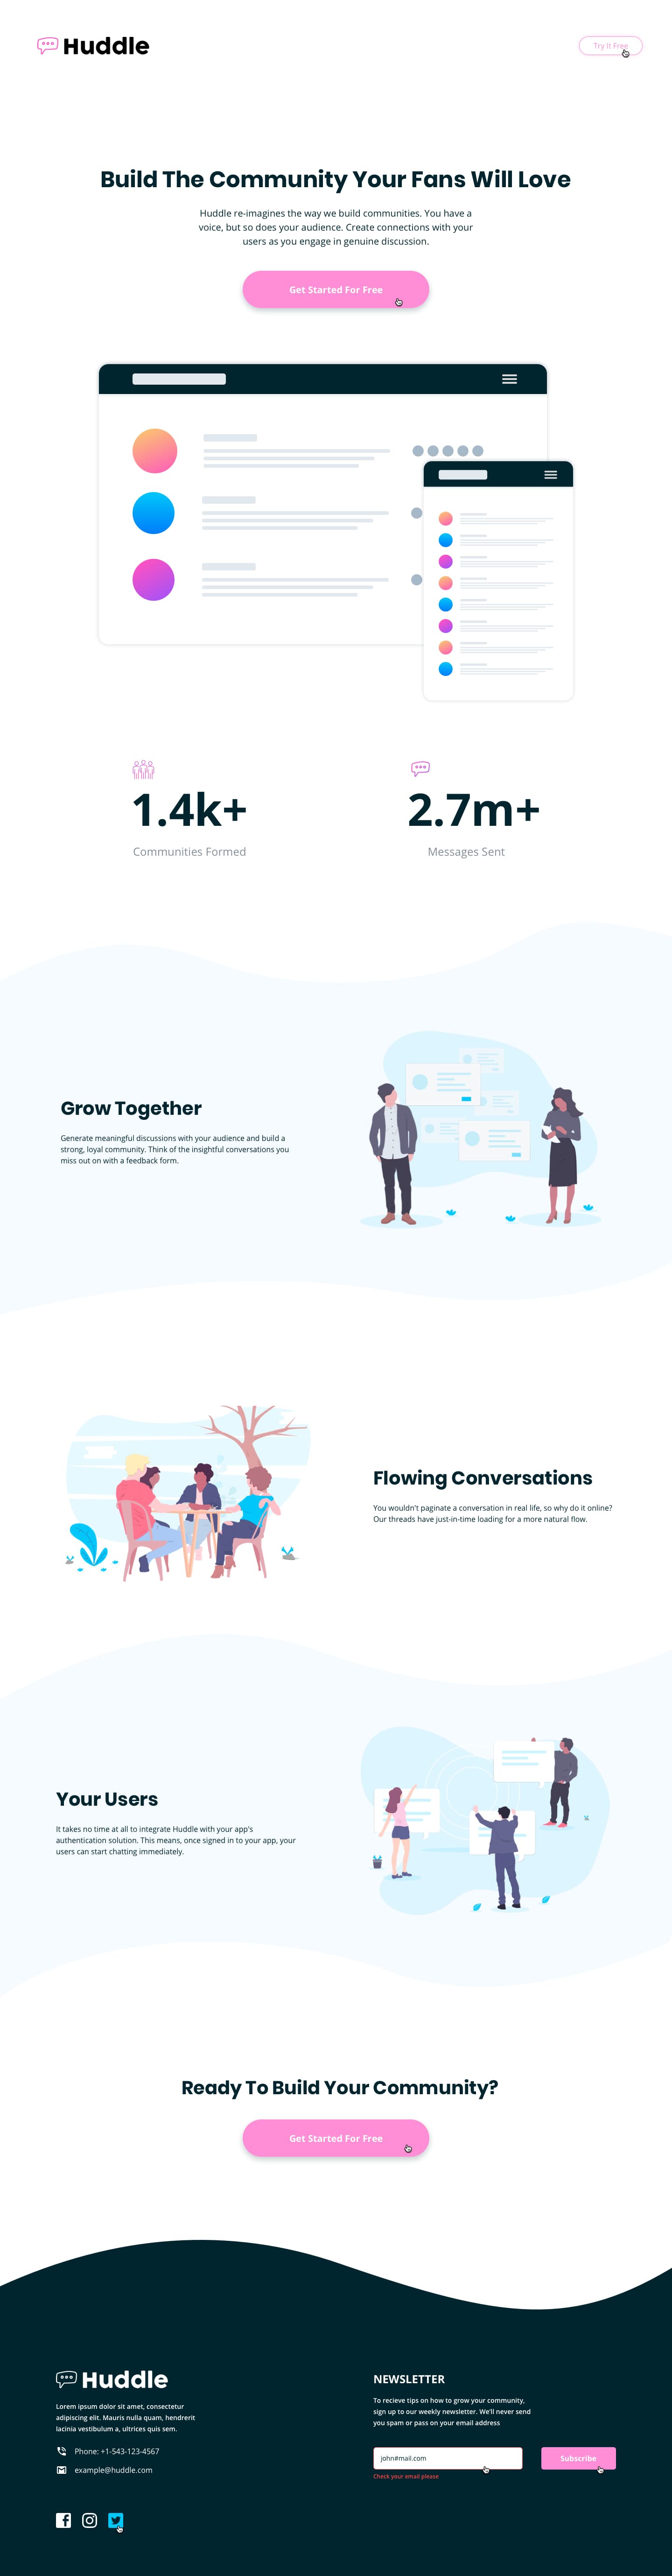 Huddle
Try It Free
Build The Community Your Fans Will Love
Huddle re-imagines the way we build communities. You have a
voice, but so does your audience. Create connections with your
users as you engage in genuine discussion.
Get Started For Free
1.4k+
Communities Formed
2.7m+
Messages Sent
Grow Together
Generate meaningful discussions with your audience and build a
strong, loyal community. Think of the insightful conversations you
miss out on with a feedback form.
Flowing Conversations
You wouldn't paginate a conversation in real life, so why do it online?
Our threads have just-in-time loading for a more natural flow.
Your Users
It takes no time at all to integrate Huddle with your app's
authentication solution. This means, once signed in to your app, your
users can start chatting immediately.
Ready To Build Your Community?
Get Started For Free
Huddle
Lorem ipsum dolor sit amet, consectetur
adipiscing elit. Mauris nulla quam, hendrerit
lacinia vestibulum a, ultrices quis sem.
Phone: +1-543-123-4567
example@huddle.com
NEWSLETTER
To recieve tips on how to grow your community,
sign up to our weekly newsletter. We'll never send
you spam or pass on your email address
john#mail.com
Subscribe
Check your email please